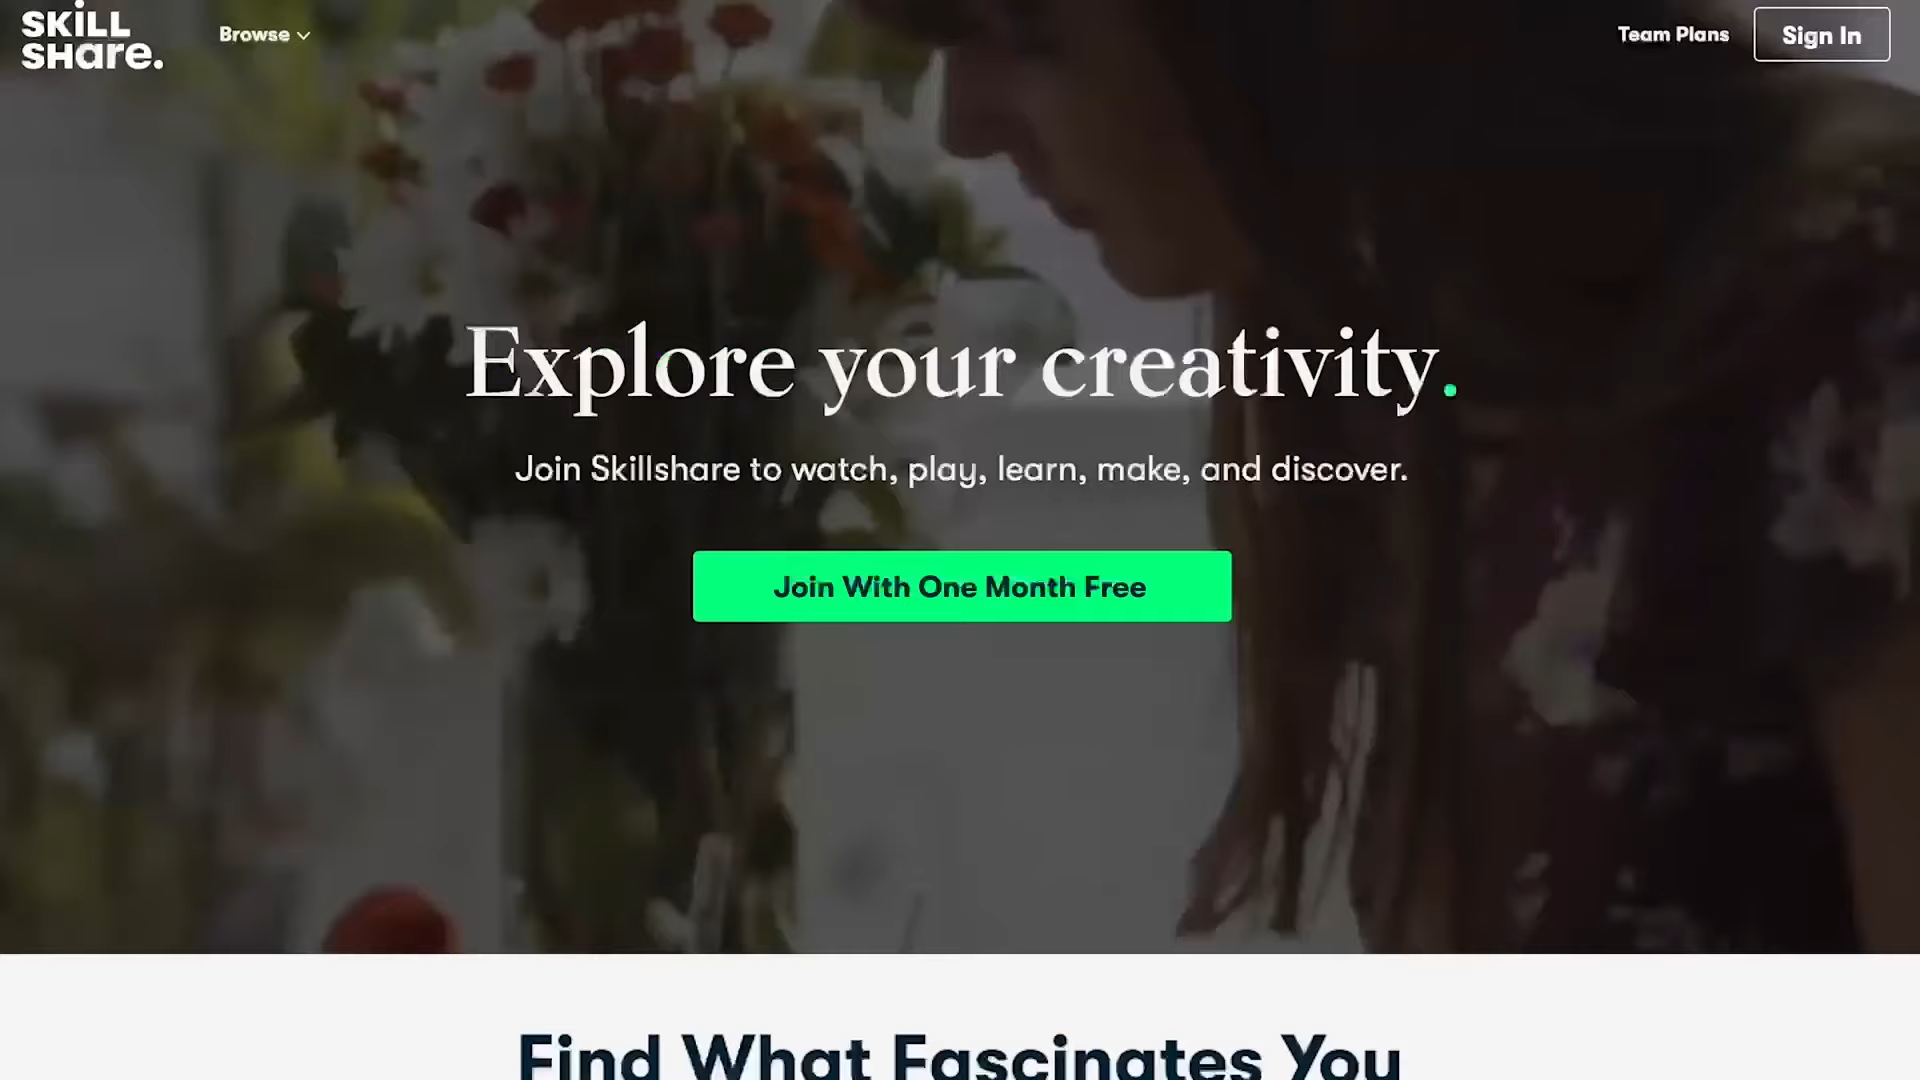 SKiLL
SHare.
Browse
Team Plans
Sign In
Explore your creativity.
Join Skillshare to watch, play, learn, make, and discover.
Join With One Month Free
Find What Fascinates You